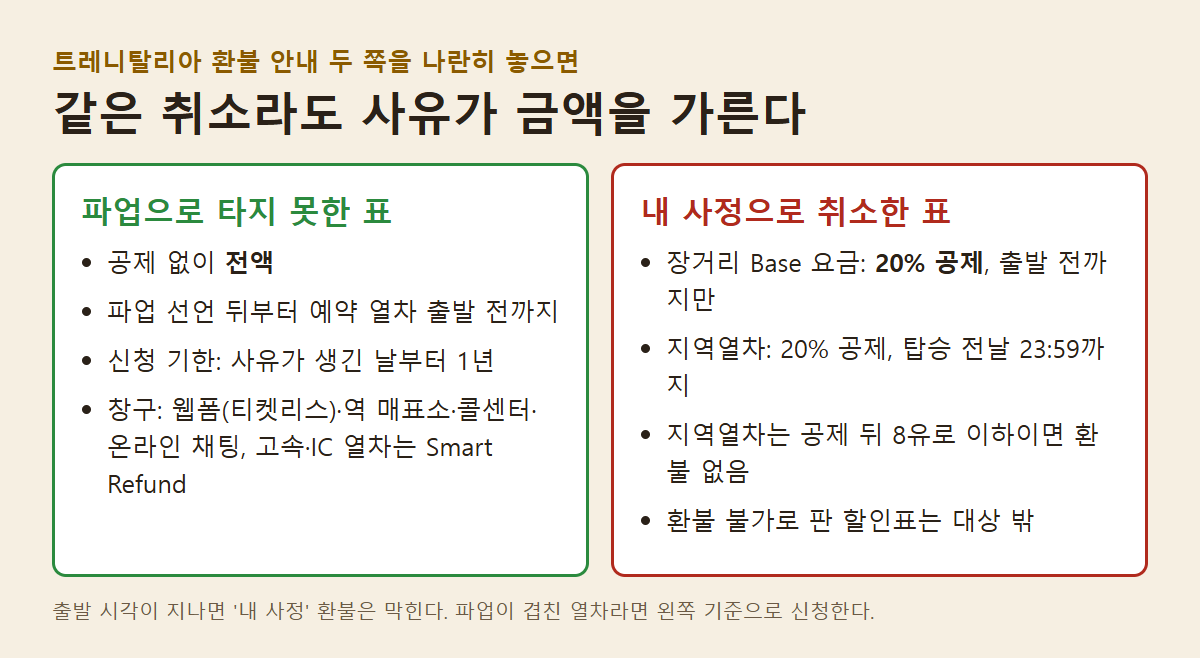 트레니탈리아 환불 안내 두 쪽을 나란히 놓으면
같은 취소라도 사유가 금액을 가른다
파업으로 타지 못한 표
• 공제 없이 전액
• 파업 선언 뒤부터 예약 열차 출발 전까지
• 신청 기한: 사유가 생긴 날부터 1년
• 창구: 웹폼(티켓리스)·역 매표소·콜센터·
온라인 채팅, 고속·IC 열차는 Smart
Refund
내 사정으로 취소한 표
• 장거리 Base 요금: 20% 공제, 출발 전까
지만
• 지역열차: 20% 공제, 탑승 전날 23:59까
지
• 지역열차는 공제 뒤 8유로 이하이면 환
불 없음
• 환불 불가로 판 할인표는 대상 밖
출발 시각이 지나면 '내 사정' 환불은 막힌다. 파업이 겹친 열차라면 왼쪽 기준으로 신청한다.